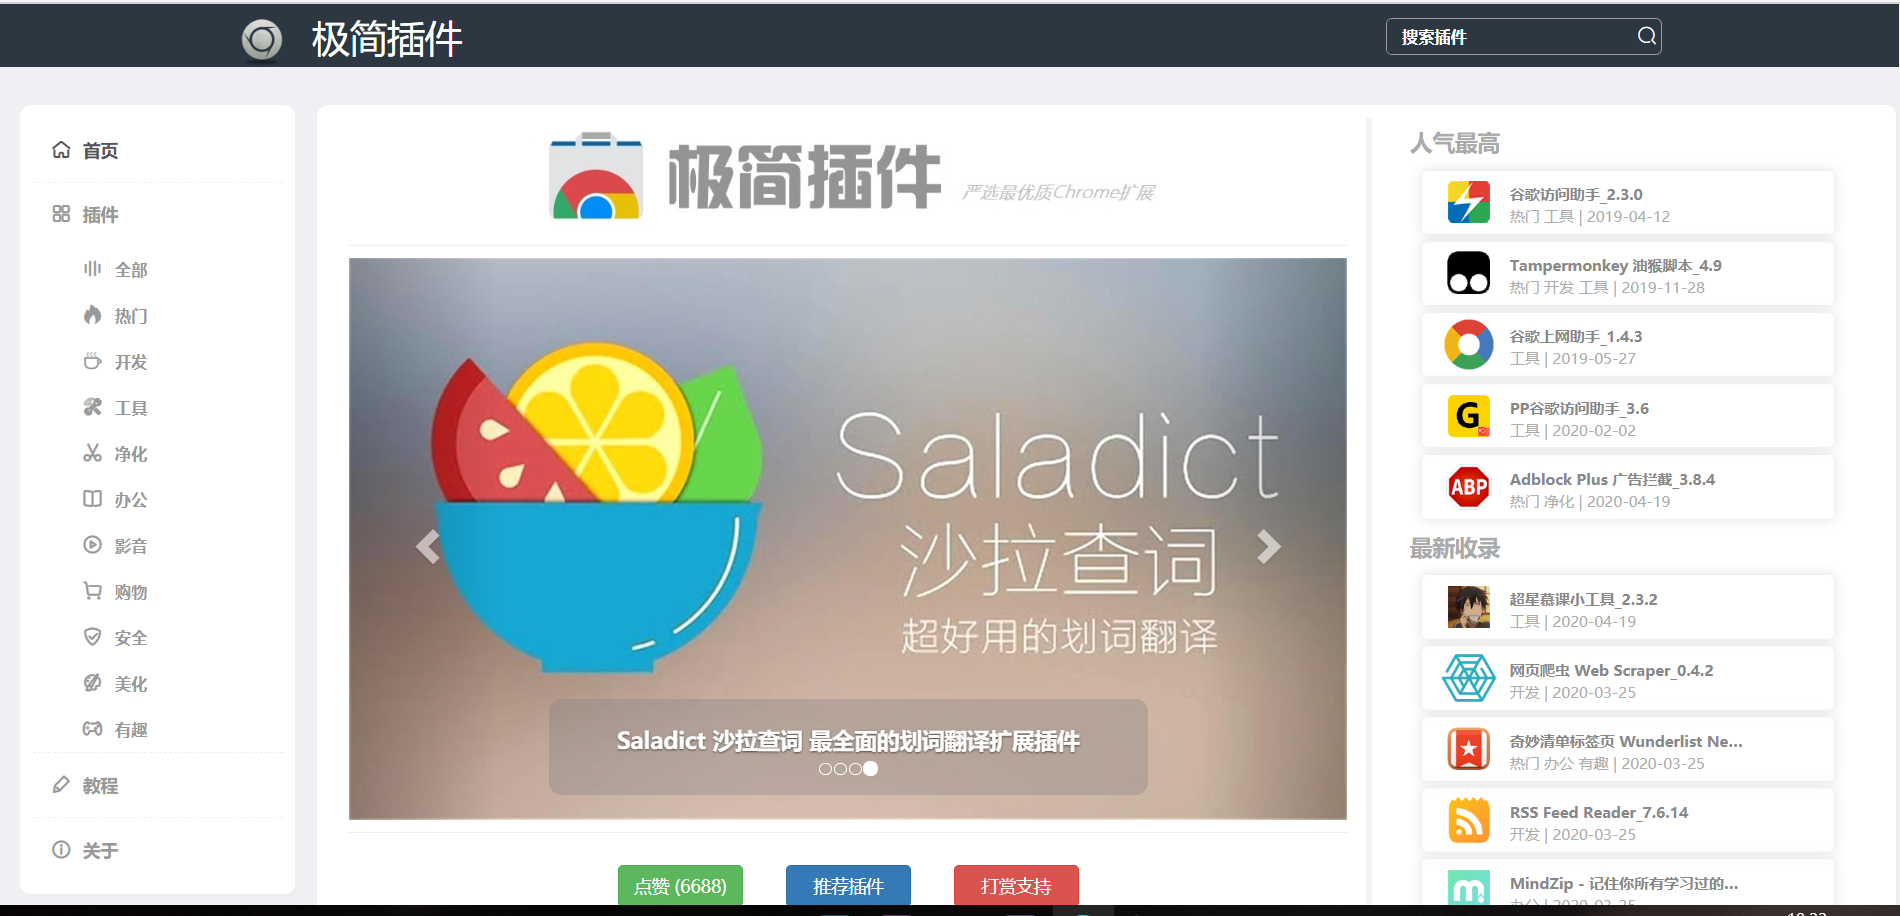 极简插件
搜索插件
首页
插件
全部
热门
开发
工具
净化
办公
影音
购物
安全
美化
有趣
教程
关于
极简插件
严选最优质Chrome扩展
Saladict
沙拉查词
超好用的划词翻译
Saladict 沙拉查词 最全面的划词翻译扩展插件
点赞 (6688)
推荐插件
打赏支持
人气最高
谷歌访问助手_2.3.0
热门 工具 | 2019-04-12
Tampermonkey 油猴脚本_4.9
热门 开发 工具 | 2019-11-28
谷歌上网助手_1.4.3
工具 | 2019-05-27
G
PP谷歌访问助手_3.6
工具 | 2020-02-02
ABP
Adblock Plus 广告拦截_3.8.4
热门 净化 | 2020-04-19
最新收录
超星慕课小工具_2.3.2
工具 | 2020-04-19
网页爬虫 Web Scraper_0.4.2
开发 | 2020-03-25
奇妙清单标签页 Wunderlist Ne...
热门 办公 有趣 | 2020-03-25
RSS Feed Reader_7.6.14
开发 | 2020-03-25
m
MindZip - 记住你所有学习过的...
办公 | 2020-03-25